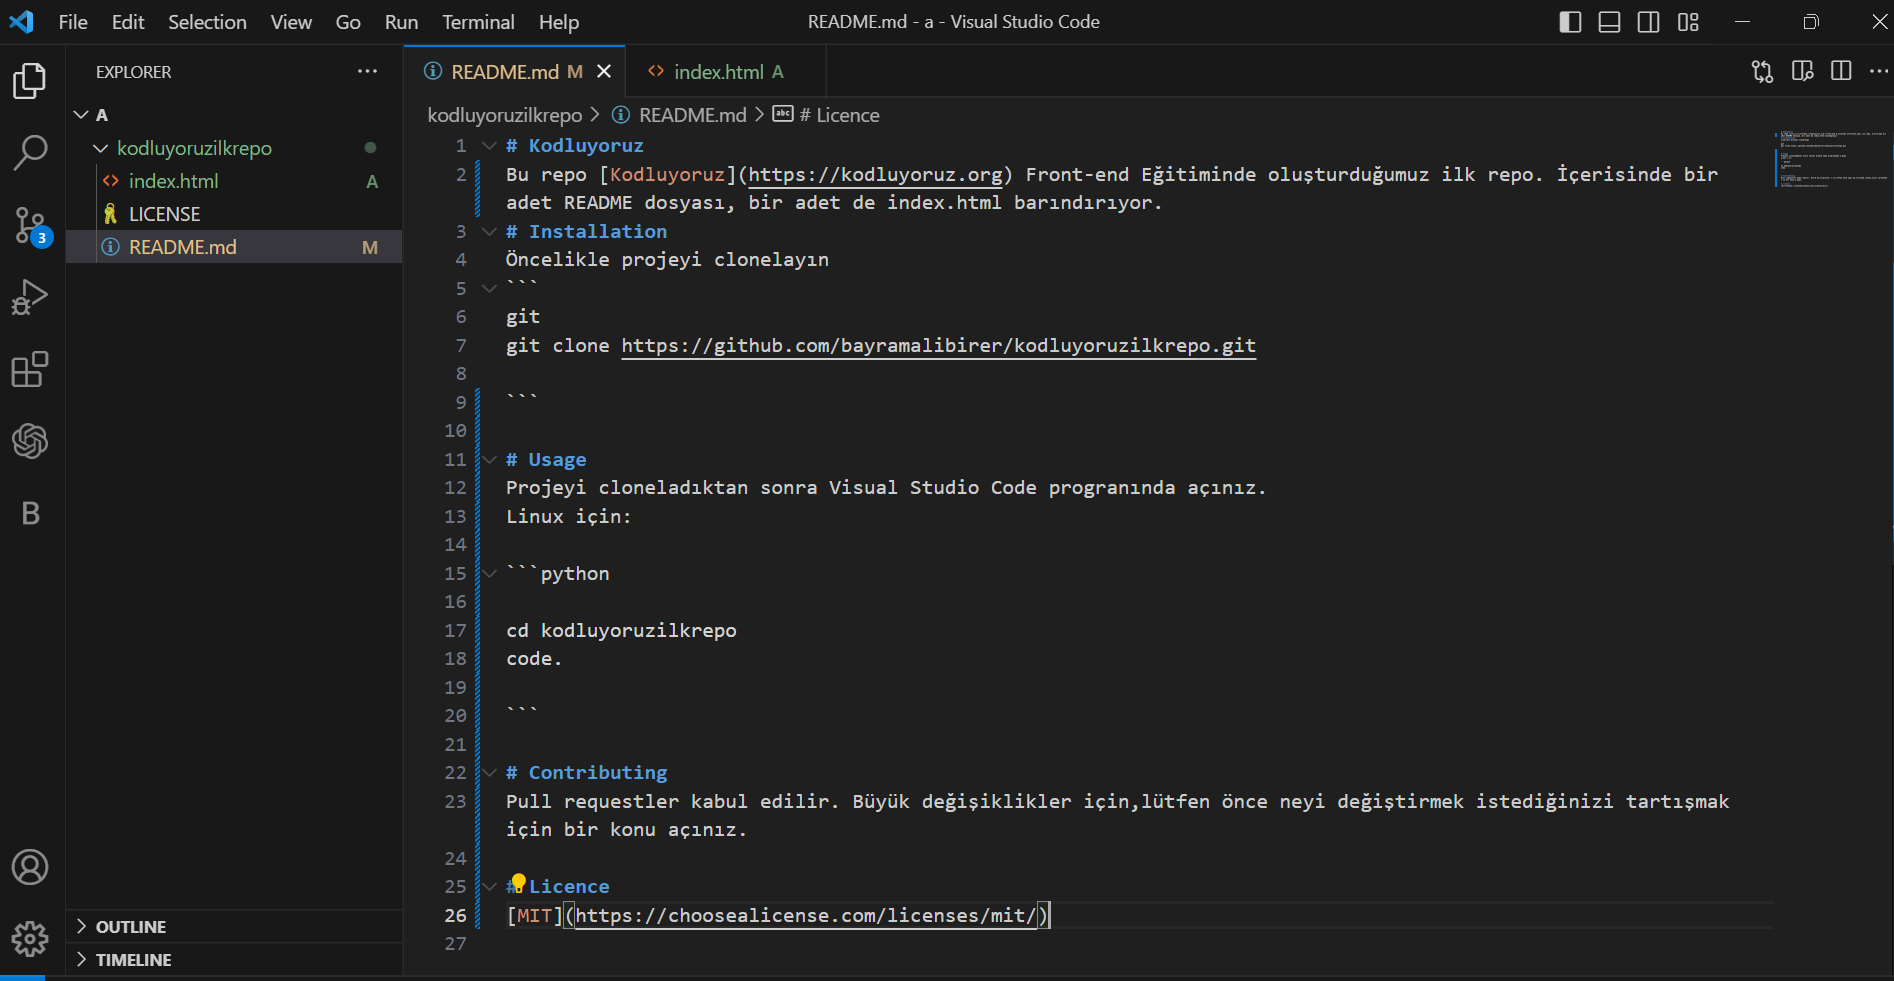 File Edit Selection View Go Run Terminal Help README.md - a - Visual Studio Code
EXPLORER
README.md M
index.html A
A
kodluyoruzilkrepo > README.md > # Licence
kodluyoruzilkrepo
index.html A
LICENSE
README.md M
3
B
1 # Kodluyoruz
2 Bu repo [Kodluyoruz](https://kodluyoruz.org) Front-end Eğitiminde oluşturduğumuz ilk repo. İçerisinde bir
adet README dosyası, bir adet de index.html barındırıyor.
3 # Installation
4 Öncelikle projeyi clonelayın
5 ```
6 git
7 git clone https://github.com/bayramalibirer/kodluyoruzilkrepo.git
8
9 ```
10
11 # Usage
12 Projeyi cloneladıktan sonra Visual Studio Code progranında açınız.
13 Linux için:
14
15 ```python
16
17 cd kodluyoruzilkrepo
18 code.
19
20 ```
21
22 # Contributing
23 Pull requestler kabul edilir. Büyük değişiklikler için,lütfen önce neyi değiştirmek istediğinizi tartışmak
için bir konu açınız.
24
25 # Licence
26 [MIT](https://choosealicense.com/licenses/mit/)
27
OUTLINE
TIMELINE